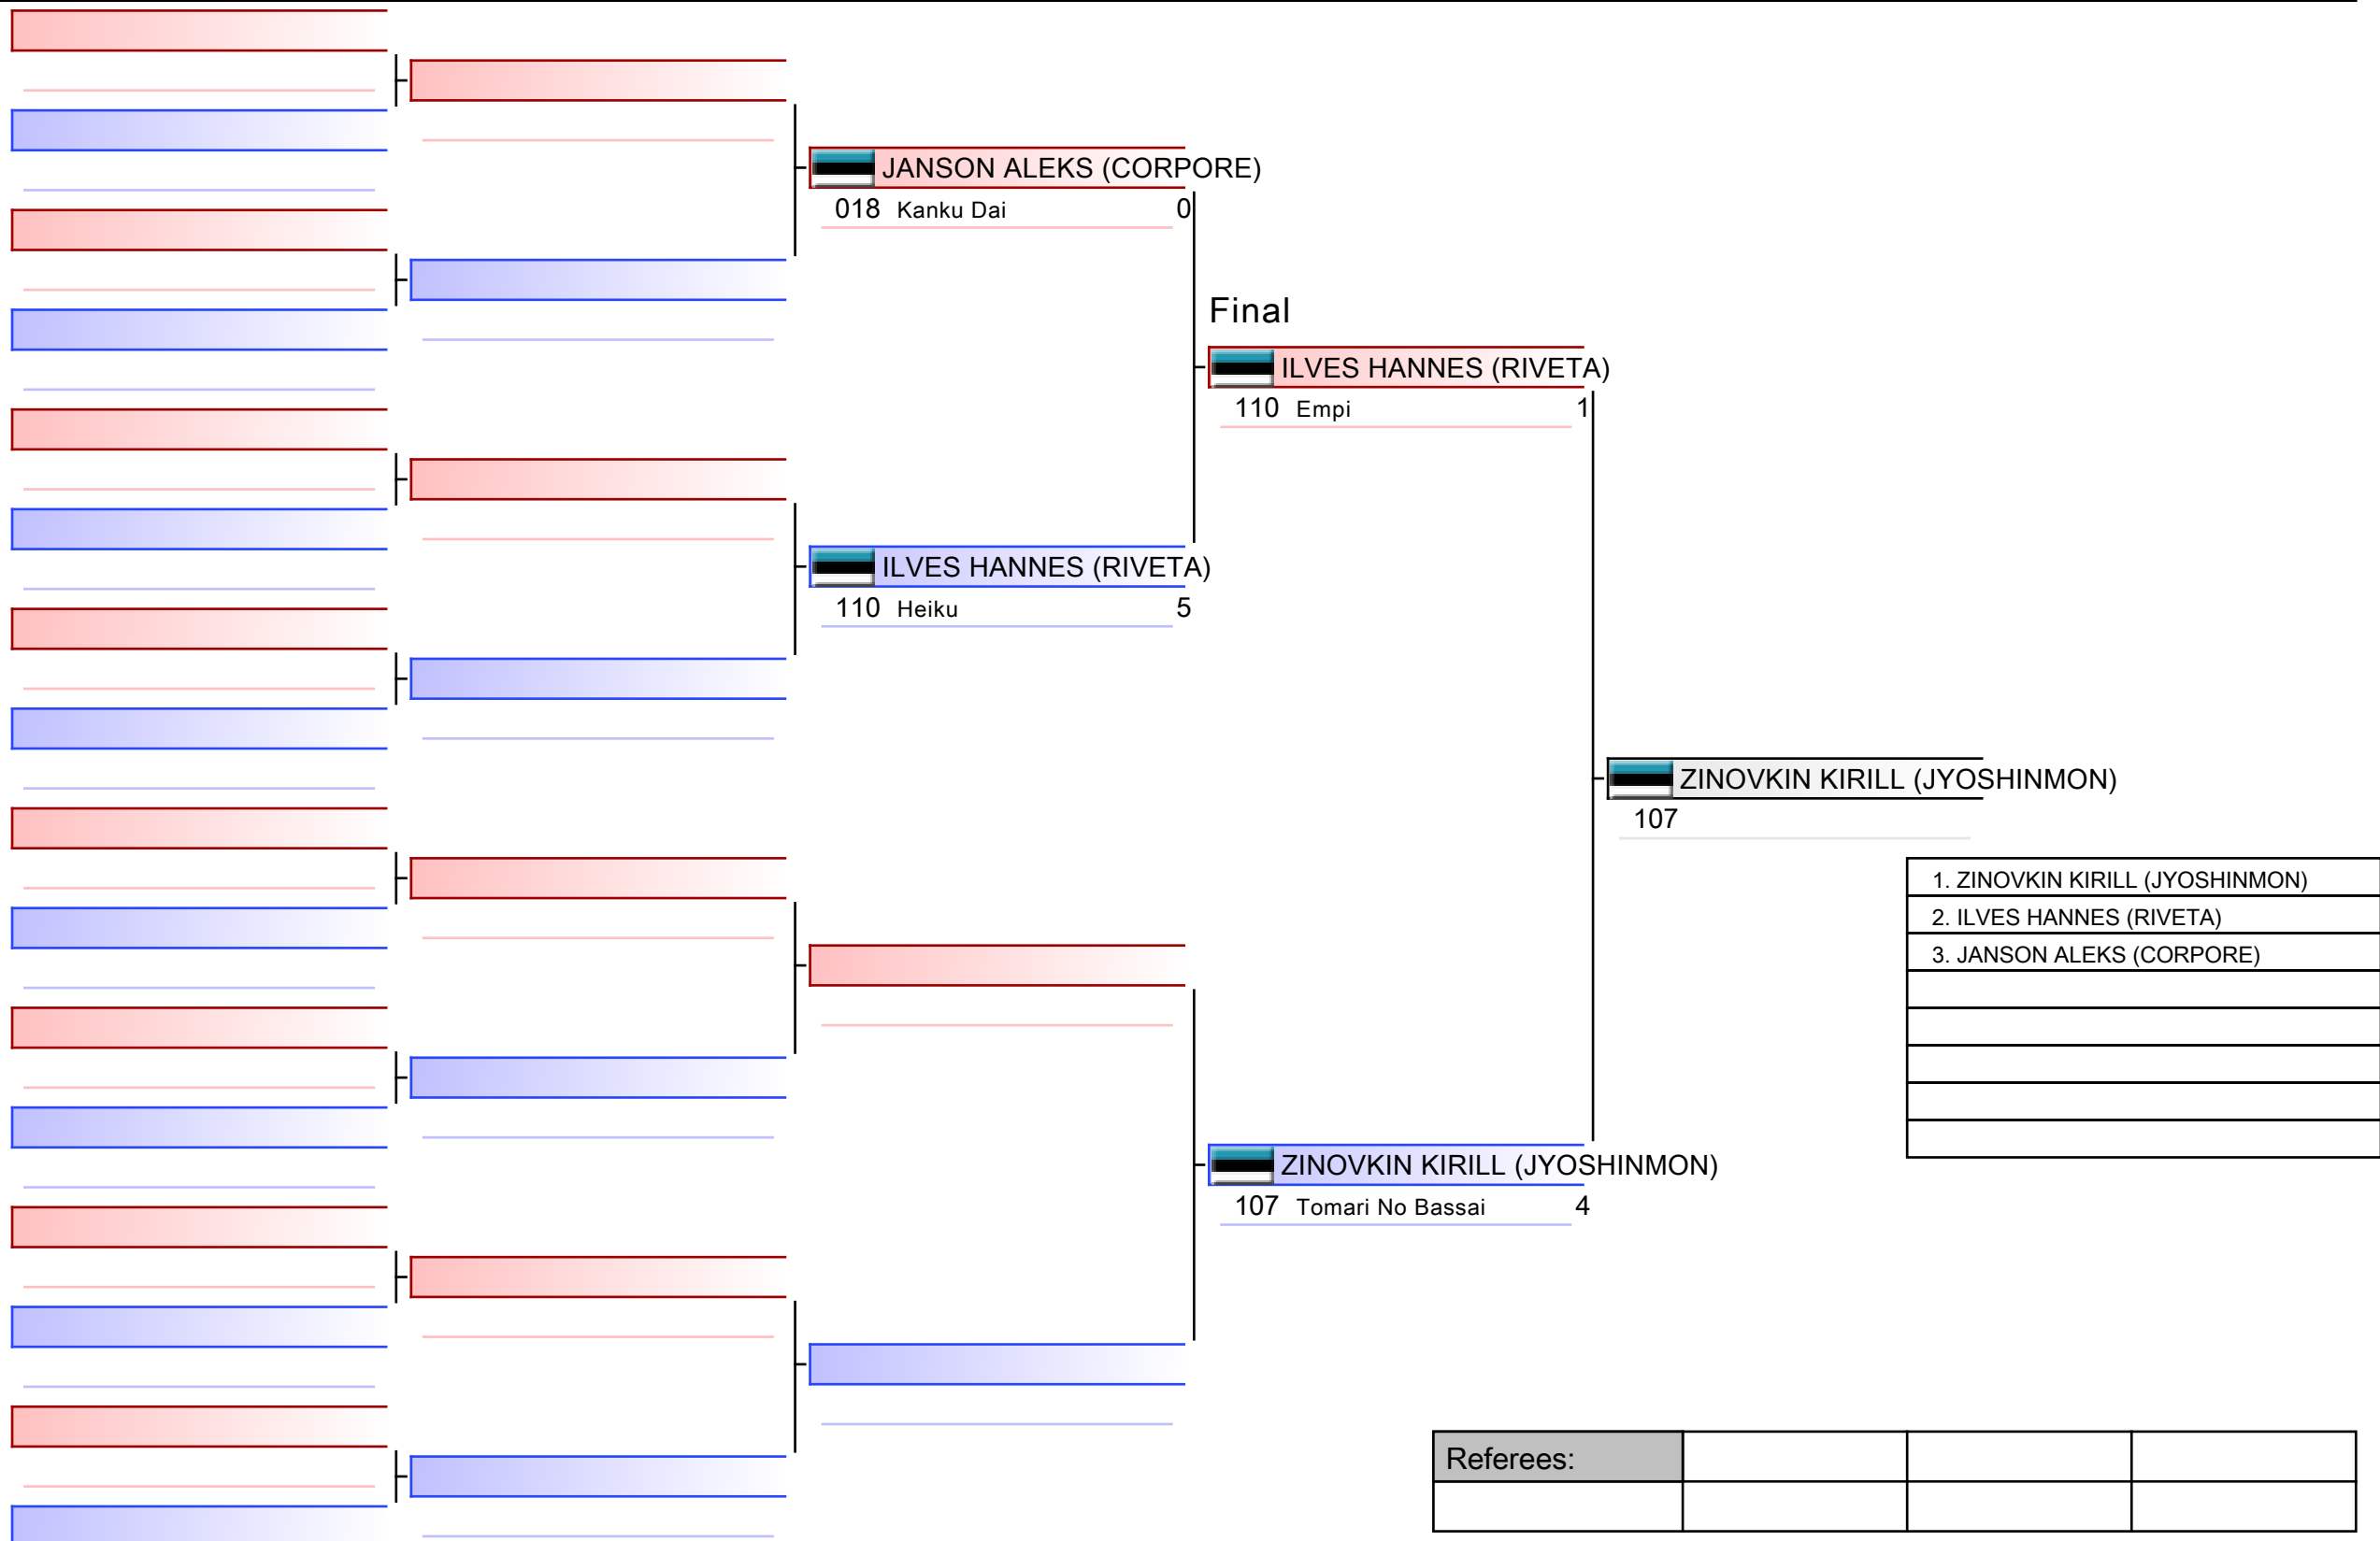 JANSON ALEKS (CORPORE)
018 Kanku Dai 0
Final
ILVES HANNES (RIVETA)
110 Empi 1
ILVES HANNES (RIVETA)
110 Heiku 5
ZINOVKIN KIRILL (JYOSHINMON)
107
1. ZINOVKIN KIRILL (JYOSHINMON)
2. ILVES HANNES (RIVETA)
3. JANSON ALEKS (CORPORE)
ZINOVKIN KIRILL (JYOSHINMON)
107 Tomari No Bassai 4
Referees: